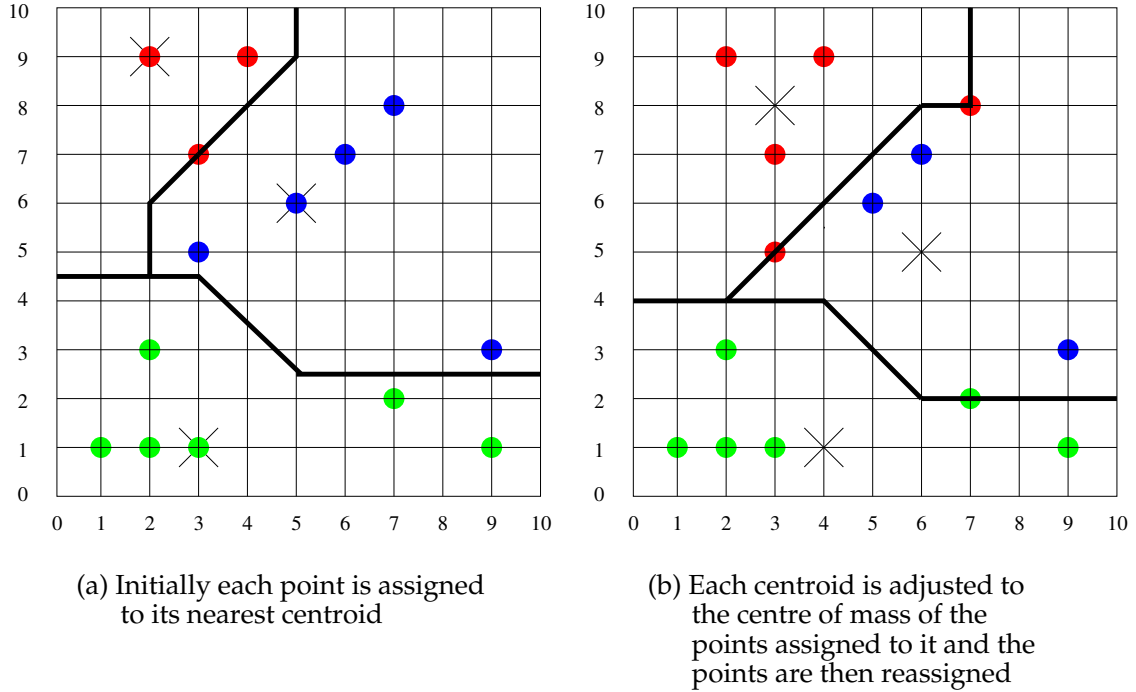 10
9
8
7
6
5
4
3
2
1
0
0 1 2 3 4 5 6 7 8 9 10
(a) Initially each point is assigned
to its nearest centroid
10
9
8
7
6
5
4
3
2
1
0
0 1 2 3 4 5 6 7 8 9 10
(b) Each centroid is adjusted to
the centre of mass of the
points assigned to it and the
points are then reassigned